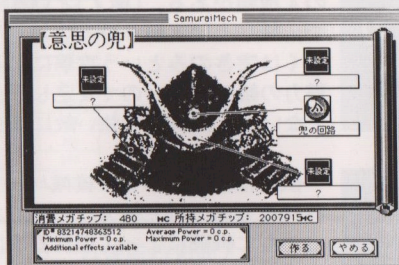 SamuraiMech
【意思の兜】
未設定
?
未設定
?
兜の回路
未設定
?
消費メガチップ: 480 MC 所持メガチップ: 2007915MC
ID# 83214748363512 Average Power = 0 c.p.
Minimum Power = 0 c.p. Maximum Power = 0 c.p.
Additional effects available
作る
やめる